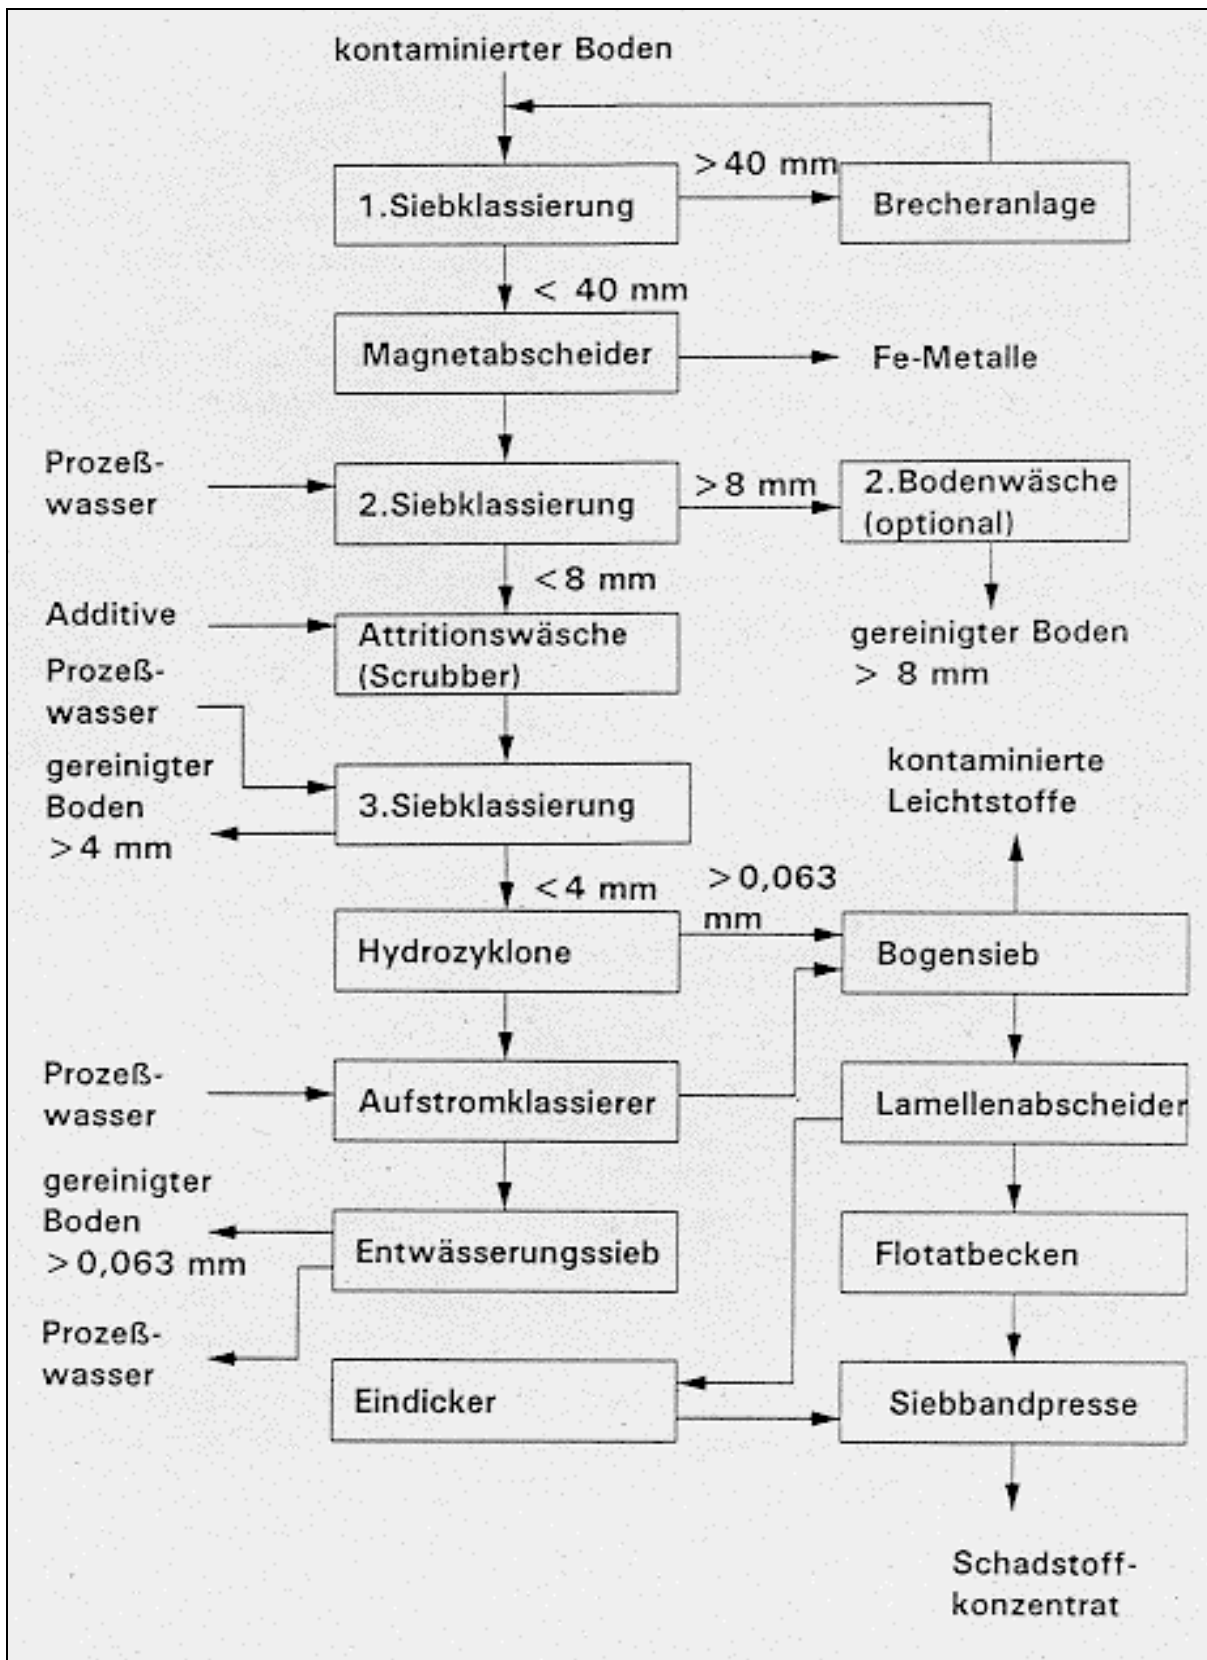 kontaminierter Boden
>40 mm
1.Siebklassierung
Brecheranlage
< 40 mm
Magnetabscheider
Fe-Metalle
Prozeß-
wasser
2.Siebklassierung
>8 mm
2.Bodenwäsche
(optional)
<8 mm
Additive
Attritionswäsche
(Scrubber)
gereinigter Boden
> 8 mm
Prozeß-
wasser
gereinigter
Boden
>4 mm
3.Siebklassierung
kontaminierte
Leichtstoffe
<4 mm
>0,063
mm
Hydrozyklone
Bogensieb
Prozeß-
wasser
Aufstromklassierer
Lamellenabscheider
gereinigter
Boden
>0,063 mm
Entwässerungssieb
Flotatbecken
Prozeß-
wasser
Eindicker
Siebbandpresse
Schadstoff-
konzentrat